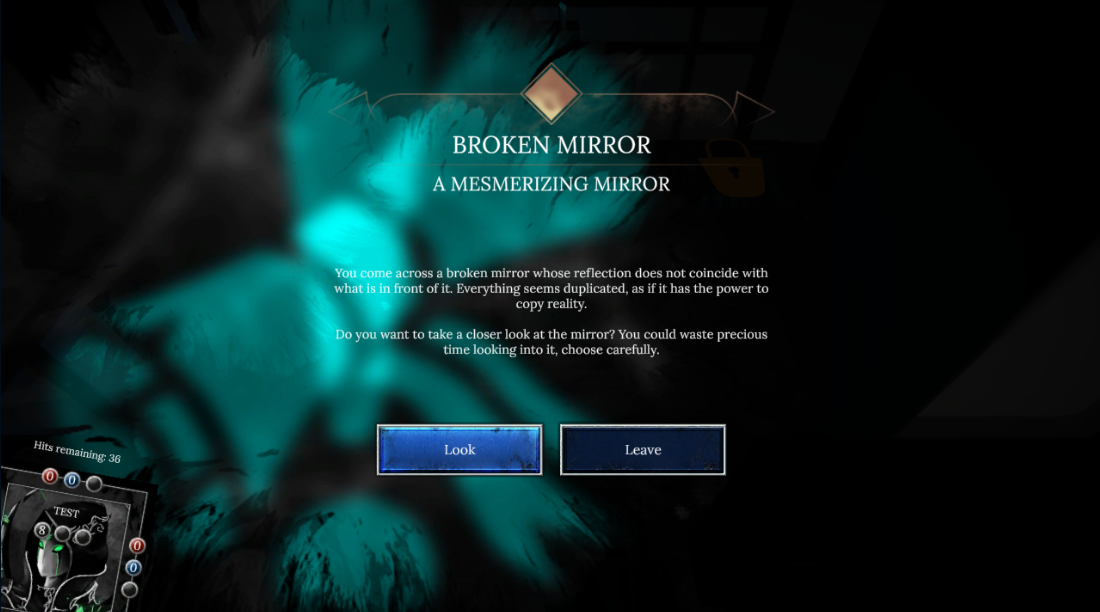 BROKEN MIRROR
A MESMERIZING MIRROR
You come across a broken mirror whose reflection does not coincide with
what is in front of it. Everything seems duplicated, as if it has the power to
copy reality.
Do you want to take a closer look at the mirror? You could waste precious
time looking into it, choose carefully.
Look
Leave
Hits remaining: 36
0
0
TEST
8
0
0